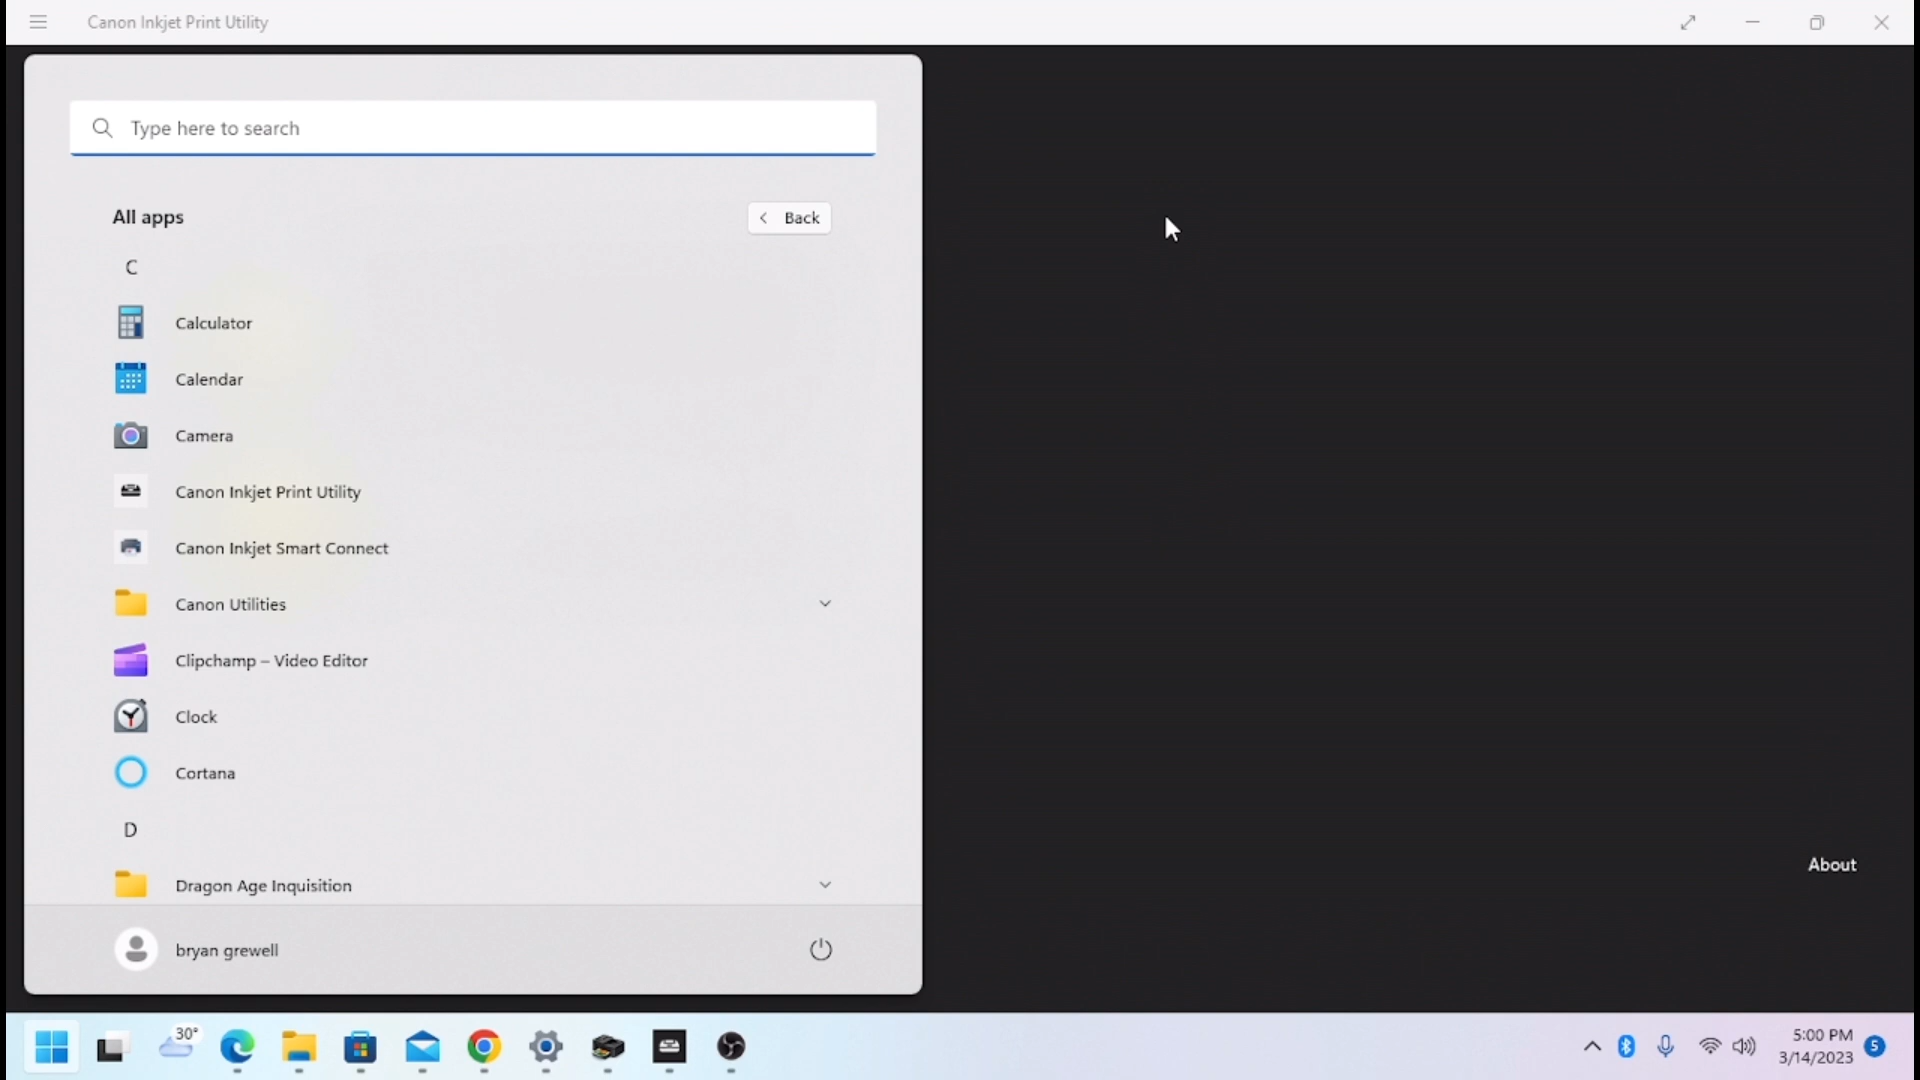 Canon Inkjet Print Utility
Type here to search
All apps
Back
C
Calculator
Calendar
Camera
Canon Inkjet Print Utility
Canon Inkjet Smart Connect
Canon Utilities
Clipchamp – Video Editor
Clock
Cortana
D
Dragon Age Inquisition
About
bryan grewell
30°
5:00 PM
3/14/2023
5